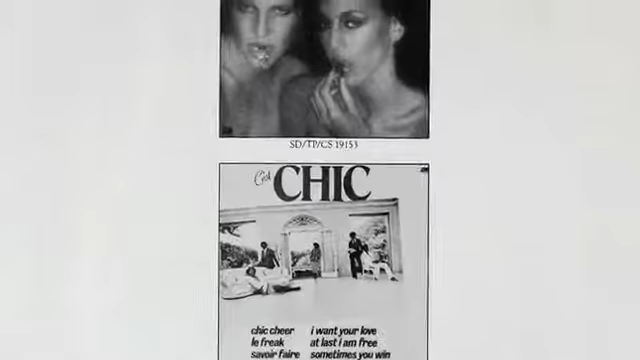 SD/TP/CS 19153
C'est CHIC
chic cheer i want your love
le freak at last i am free
savoir faire sometimes you win